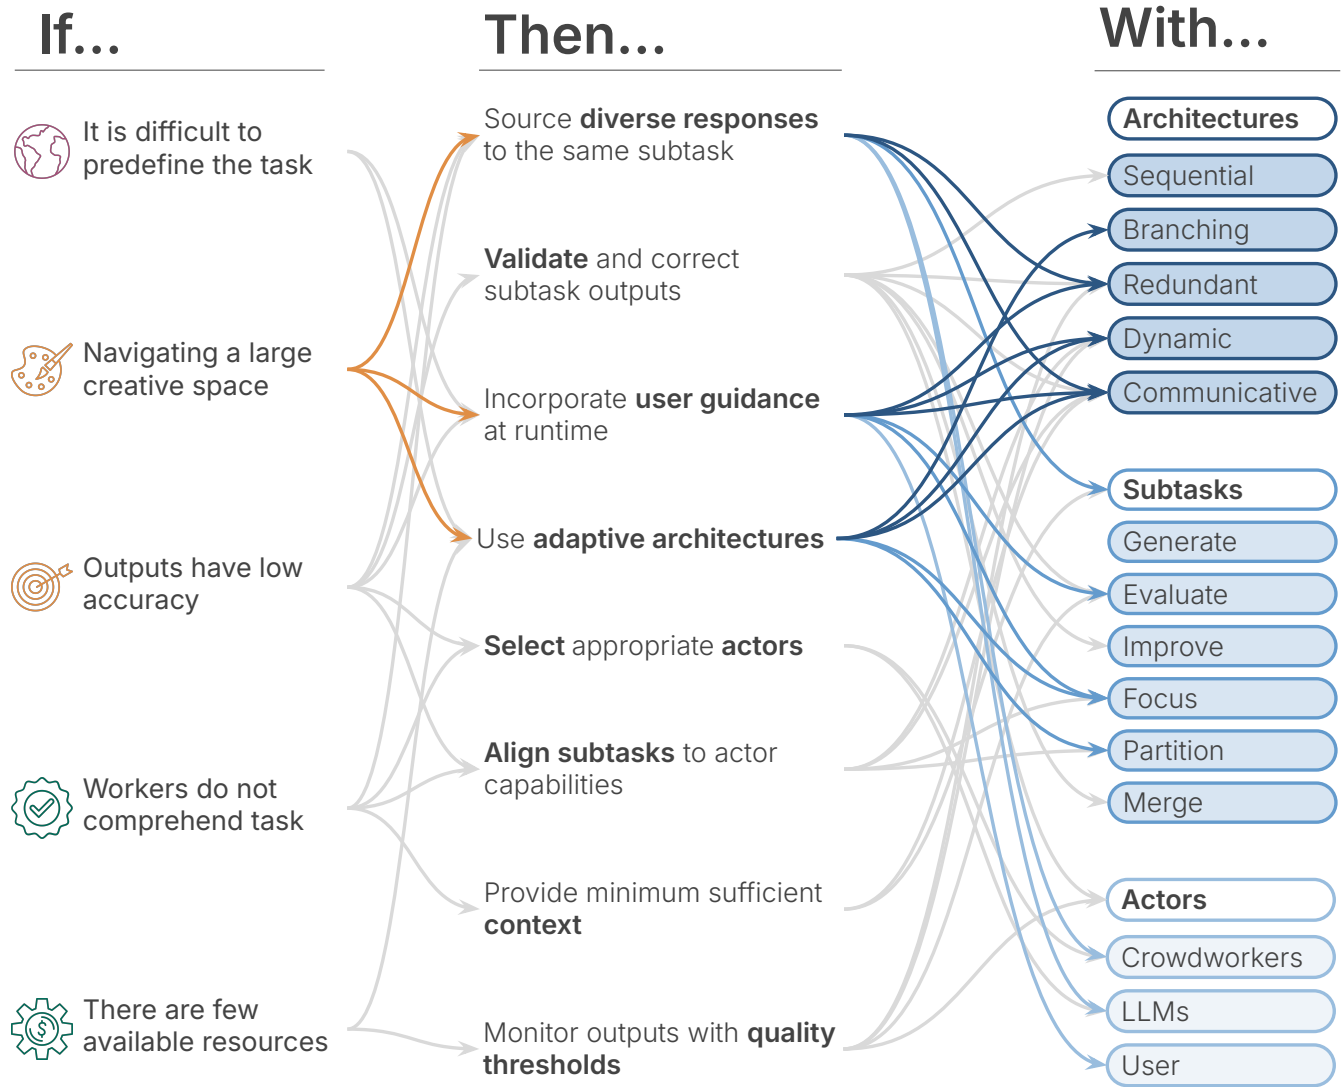 If...
Then...
With...
It is difficult to
predefine the task
Navigating a large
creative space
Outputs have low
accuracy
Workers do not
comprehend task
There are few
available resources
Source diverse responses
to the same subtask
Validate and correct
subtask outputs
Incorporate user guidance
at runtime
Use adaptive architectures
Select appropriate actors
Align subtasks to actor
capabilities
Provide minimum sufficient
context
Monitor outputs with quality
thresholds
Architectures
Sequential
Branching
Redundant
Dynamic
Communicative
Subtasks
Generate
Evaluate
Improve
Focus
Partition
Merge
Actors
Crowdworkers
LLMs
User